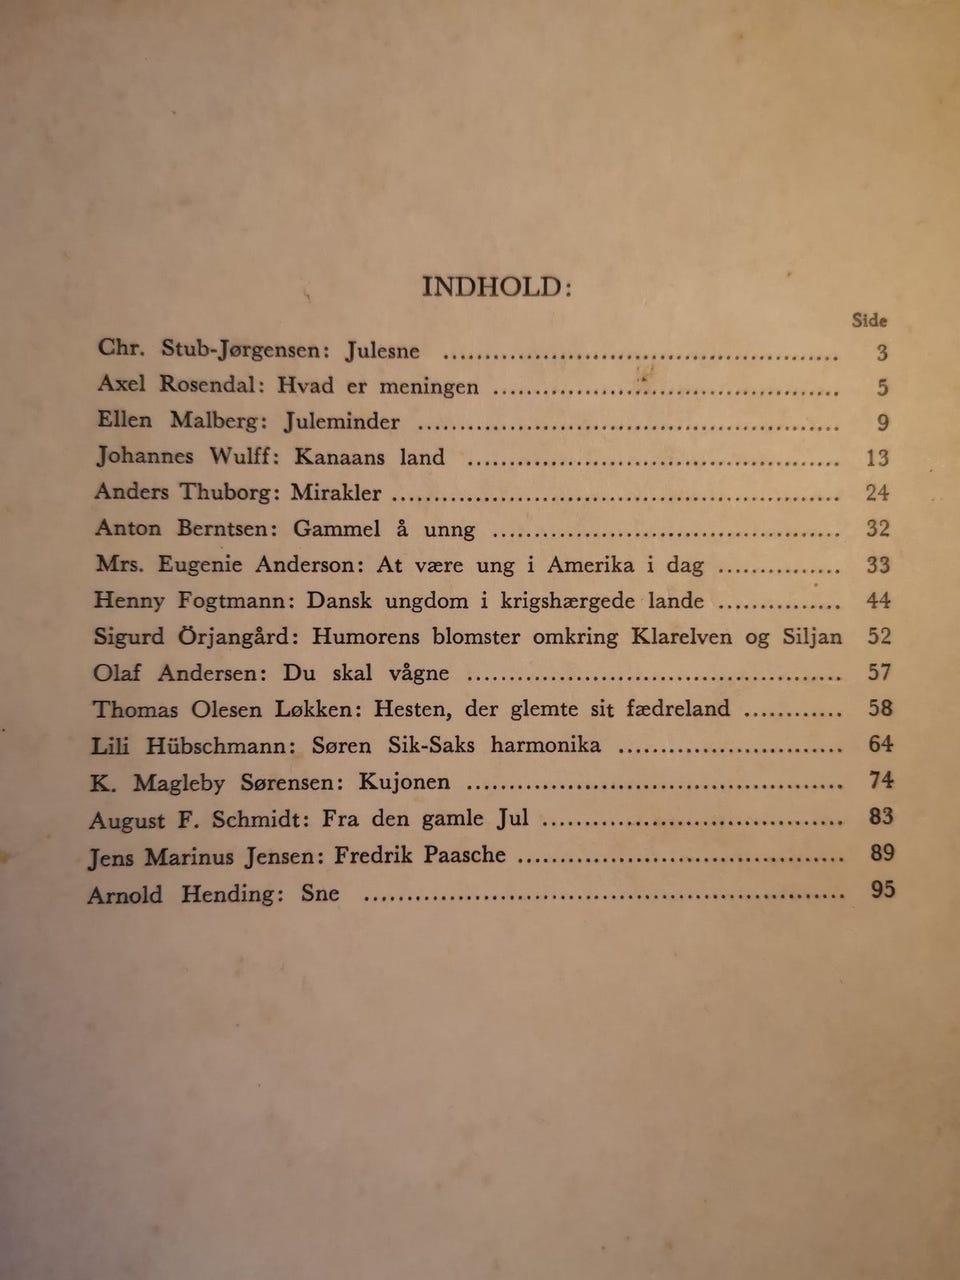 INDHOLD:
Side
Chr. Stub-Jørgensen: Julesne ................................................ 3
Axel Rosendal: Hvad er meningen .......................................... 5
Ellen Malberg: Juleminder ................................................... 9
Johannes Wulff: Kanaans land ............................................. 13
Anders Thuborg: Mirakler ...................................................... 24
Anton Berntsen: Gammel å unng .......................................... 32
Mrs. Eugenie Anderson: At være ung i Amerika i dag ............... 33
Henny Fogtmann: Dansk ungdom i krigshærgede lande ............... 44
Sigurd Örjangård: Humorens blomster omkring Klarelven og Siljan 52
Olaf Andersen: Du skal vågne ............................................. 57
Thomas Olesen Løkken: Hesten, der glemte sit fædreland ............ 58
Lili Hübschmann: Søren Sik-Saks harmonika ........................... 64
K. Magleby Sørensen: Kujonen ............................................. 74
August F. Schmidt: Fra den gamle Jul .................................... 83
Jens Marinus Jensen: Fredrik Paasche ....................................... 89
Arnold Hending: Sne .......................................................... 95